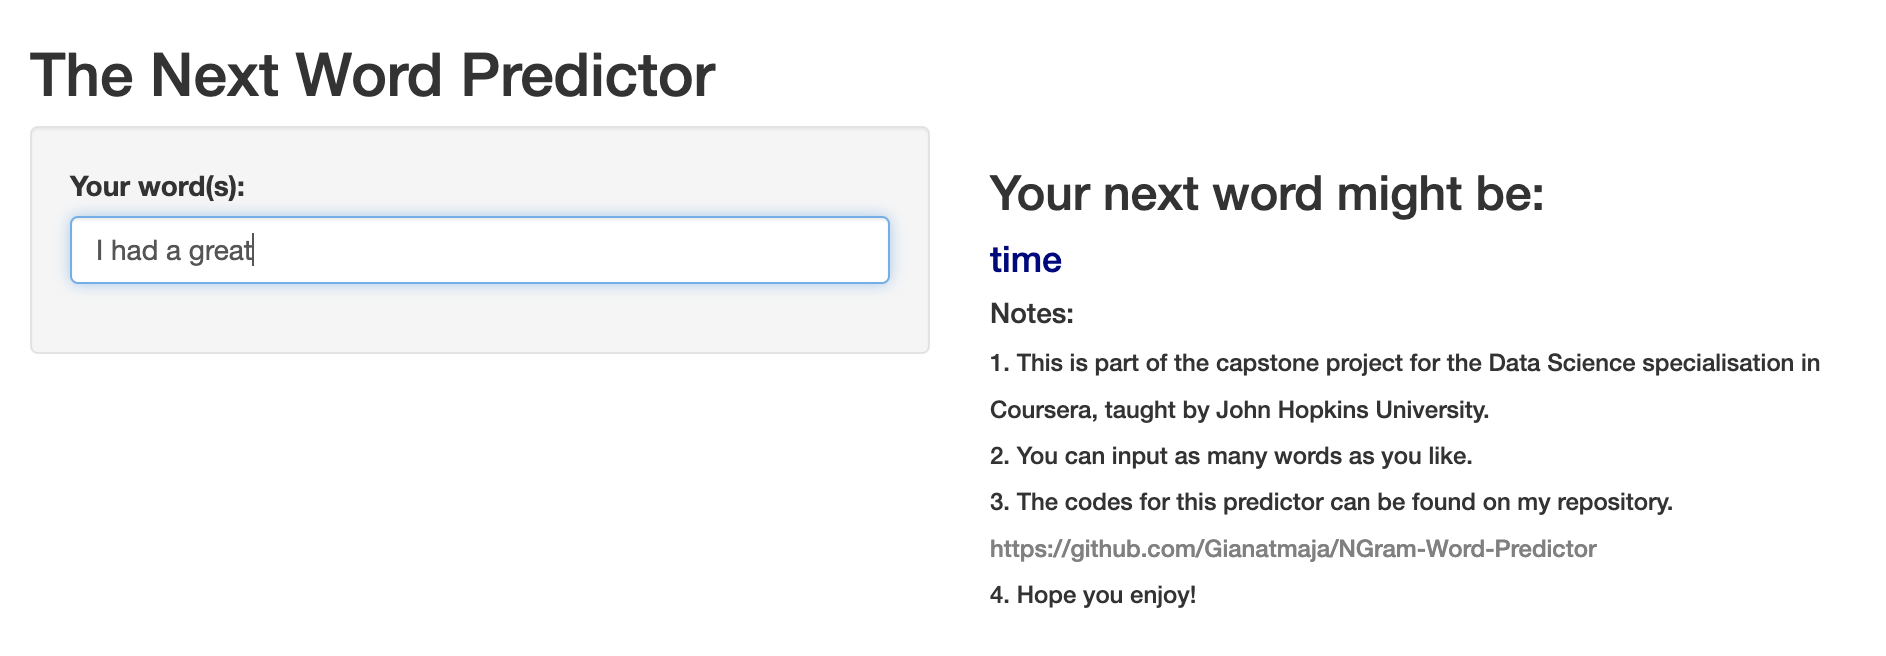 The Next Word Predictor
Your word(s):
I had a great
Your next word might be:
time
Notes:
1. This is part of the capstone project for the Data Science specialisation in
Coursera, taught by John Hopkins University.
2. You can input as many words as you like.
3. The codes for this predictor can be found on my repository.
https://github.com/Gianatmaja/NGram-Word-Predictor
4. Hope you enjoy!